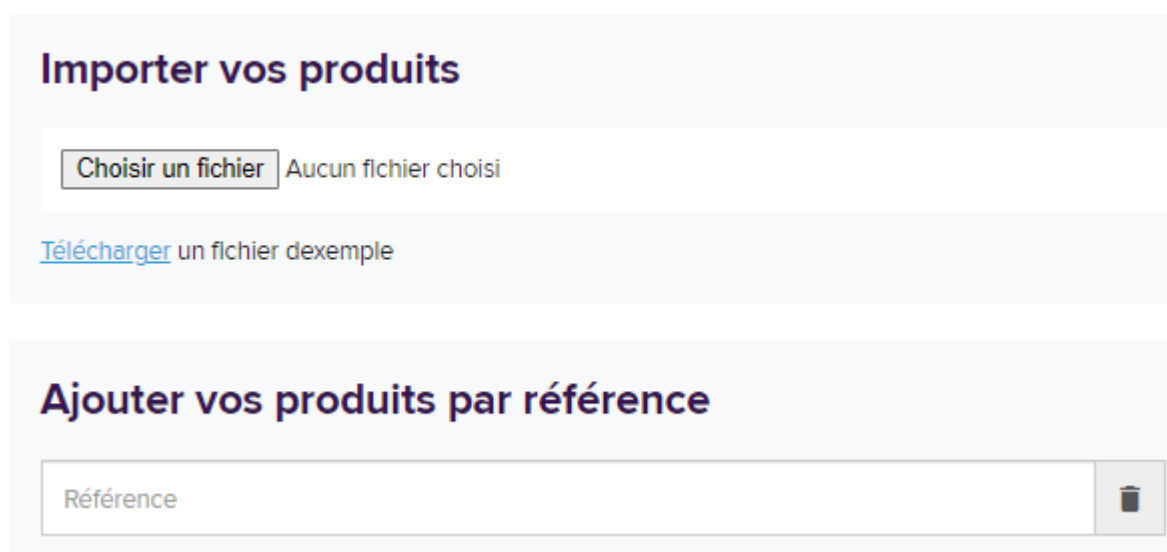 Importer vos produits
Choisir un fichier Aucun fichier choisi
Télécharger un fichier dexemple
Ajouter vos produits par référence
Référence